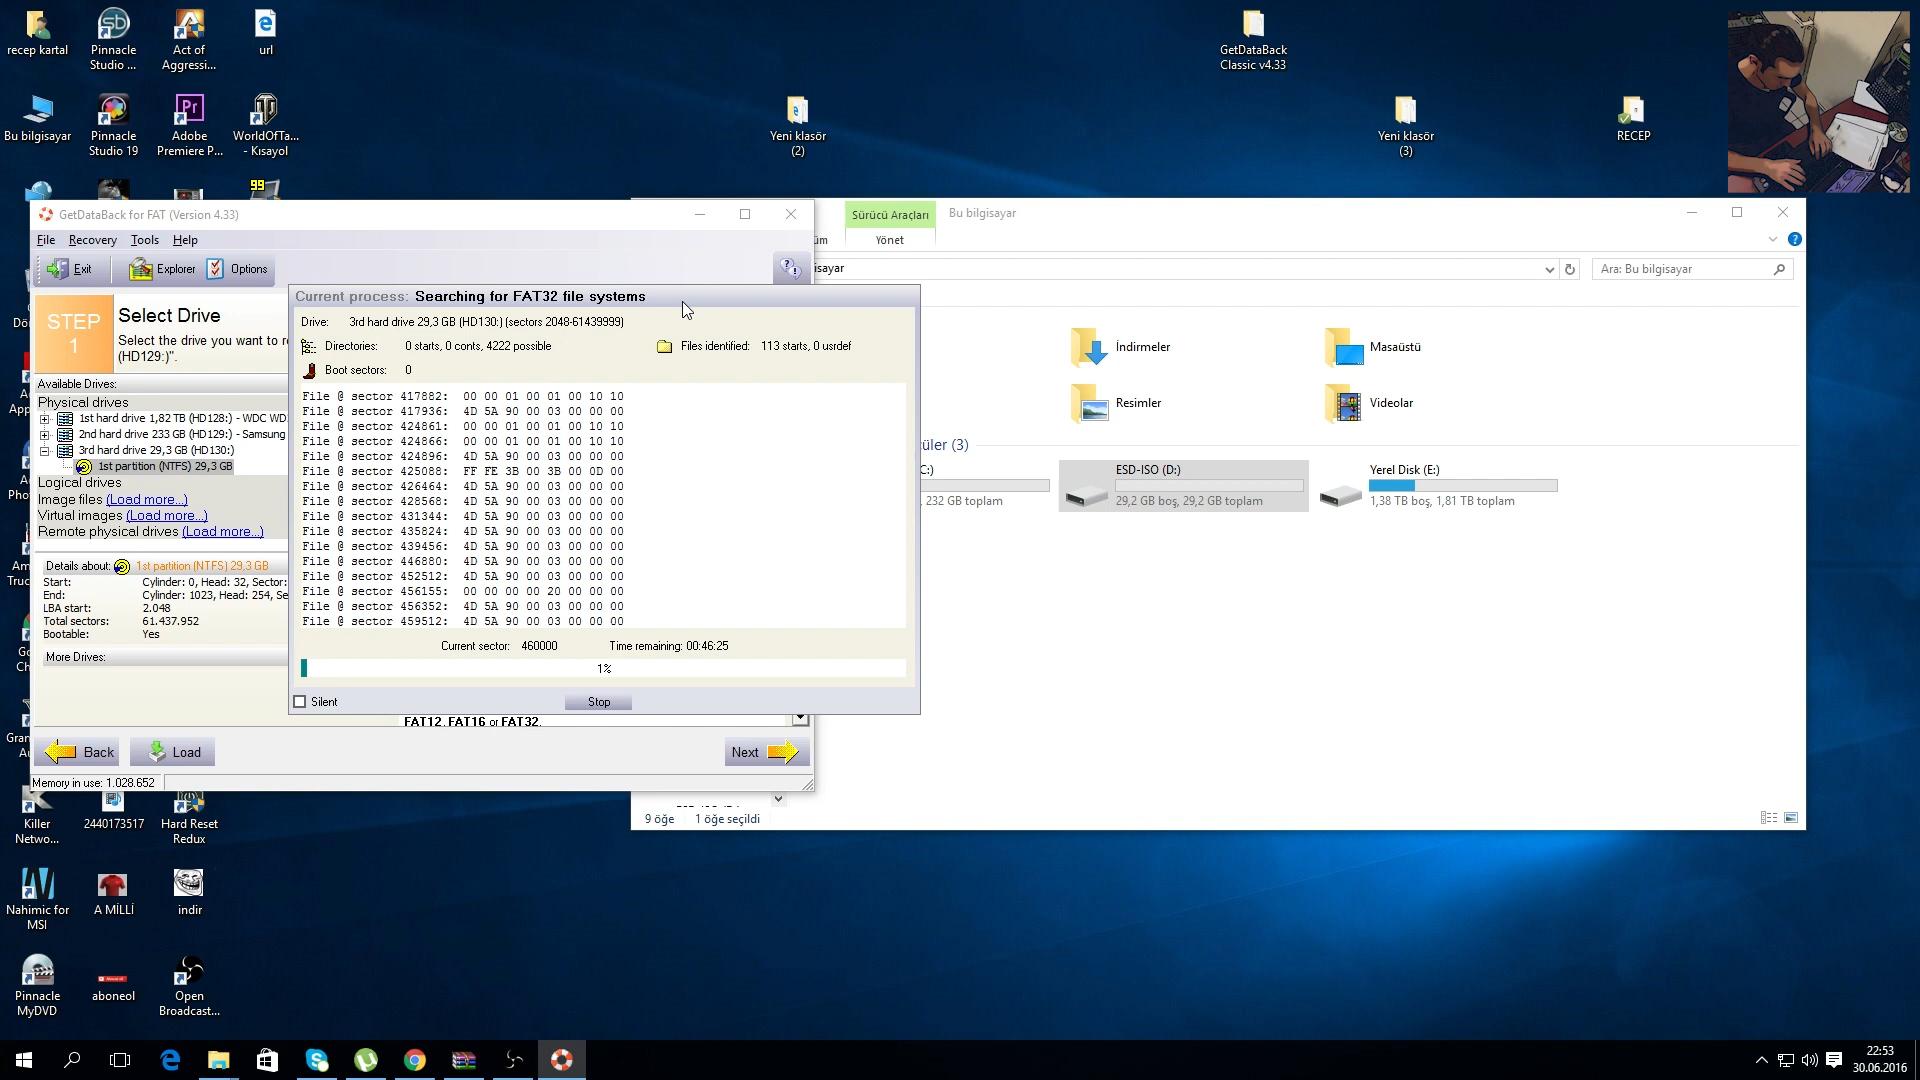 recep kartal
Pinnacle Studio ...
Act of Aggressi...
url
GetDataBack Classic v4.33
Bu bilgisayar
Pinnacle Studio 19
Adobe Premiere P...
WorldOfTa... - Kısayol
Yeni klasör (2)
Yeni klasör (3)
RECEP
99
GetDataBack for FAT (Version 4.33)
File Recovery Tools Help
Exit Explorer Options
STEP 1
Select Drive
Select the drive you want to re
(HD129:)".
Available Drives:
Physical drives
1st hard drive 1,82 TB (HD128:) - WDC WD
2nd hard drive 233 GB (HD129:) - Samsung
3rd hard drive 29,3 GB (HD130:)
1st partition (NTFS) 29,3 GB
Logical drives
Image files (Load more...)
Virtual images (Load more...)
Remote physical drives (Load more...)
Details about: 1st partition (NTFS) 29,3 GB
Start: Cylinder: 0, Head: 32, Sector:
End: Cylinder: 1023, Head: 254, Se
LBA start: 2.048
Total sectors: 61.437.952
Bootable: Yes
More Drives:
FAT12, FAT16 or FAT32.
Back Load Next
Memory in use: 1.028.652
Current process: Searching for FAT32 file systems
Drive: 3rd hard drive 29,3 GB (HD130:) (sectors 2048-61439999)
Directories: 0 starts, 0 conts, 4222 possible
Files identified: 113 starts, 0 usrdef
Boot sectors: 0
File @ sector 417882: 00 00 01 00 01 00 10 10
File @ sector 417936: 4D 5A 90 00 03 00 00 00
File @ sector 424861: 00 00 01 00 01 00 10 10
File @ sector 424866: 00 00 01 00 01 00 10 10
File @ sector 424896: 4D 5A 90 00 03 00 00 00
File @ sector 425088: FF FE 3B 00 3B 00 0D 00
File @ sector 426464: 4D 5A 90 00 03 00 00 00
File @ sector 428568: 4D 5A 90 00 03 00 00 00
File @ sector 431344: 4D 5A 90 00 03 00 00 00
File @ sector 435824: 4D 5A 90 00 03 00 00 00
File @ sector 439456: 4D 5A 90 00 03 00 00 00
File @ sector 446880: 4D 5A 90 00 03 00 00 00
File @ sector 452512: 4D 5A 90 00 03 00 00 00
File @ sector 456155: 00 00 00 00 20 00 00 00
File @ sector 456352: 4D 5A 90 00 03 00 00 00
File @ sector 459512: 4D 5A 90 00 03 00 00 00
Current sector: 460000 Time remaining: 00:46:25
1%
Silent Stop
Sürücü Araçları Bu bilgisayar
üm Yönet
isayar
Ara: Bu bilgisayar
İndirmeler
Masaüstü
Resimler
Videolar
üler (3)
C:)
, 232 GB toplam
ESD-ISO (D:)
29,2 GB boş, 29,2 GB toplam
Yerel Disk (E:)
1,38 TB boş, 1,81 TB toplam
9 öğe 1 öğe seçildi
Killer Netwo...
2440173517
Hard Reset Redux
Nahimic for MSI
A MİLLİ
indir
Pinnacle MyDVD
aboneol
Open Broadcast...
22:53
30.06.2016